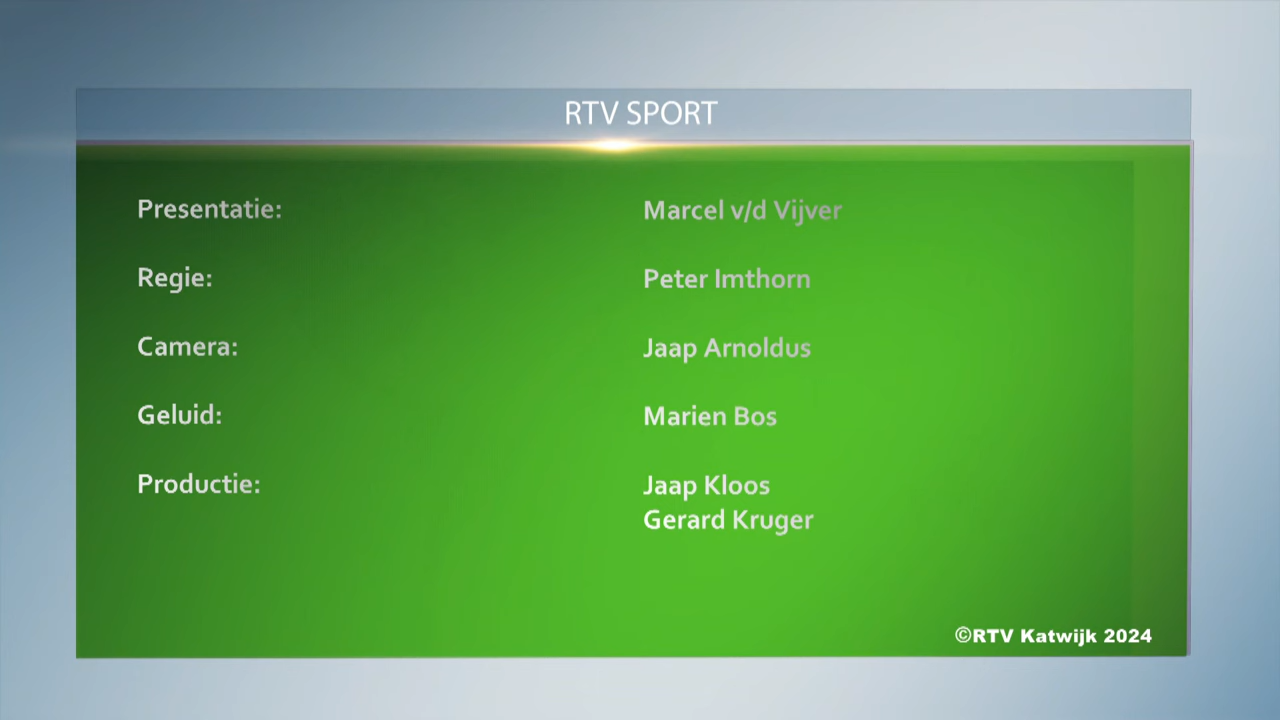 RTV SPORT
Presentatie: Marcel v/d Vijver
Regie: Peter Imthorn
Camera: Jaap Arnoldus
Geluid: Marien Bos
Productie: Jaap Kloos
Gerard Kruger
©RTV Katwijk 2024